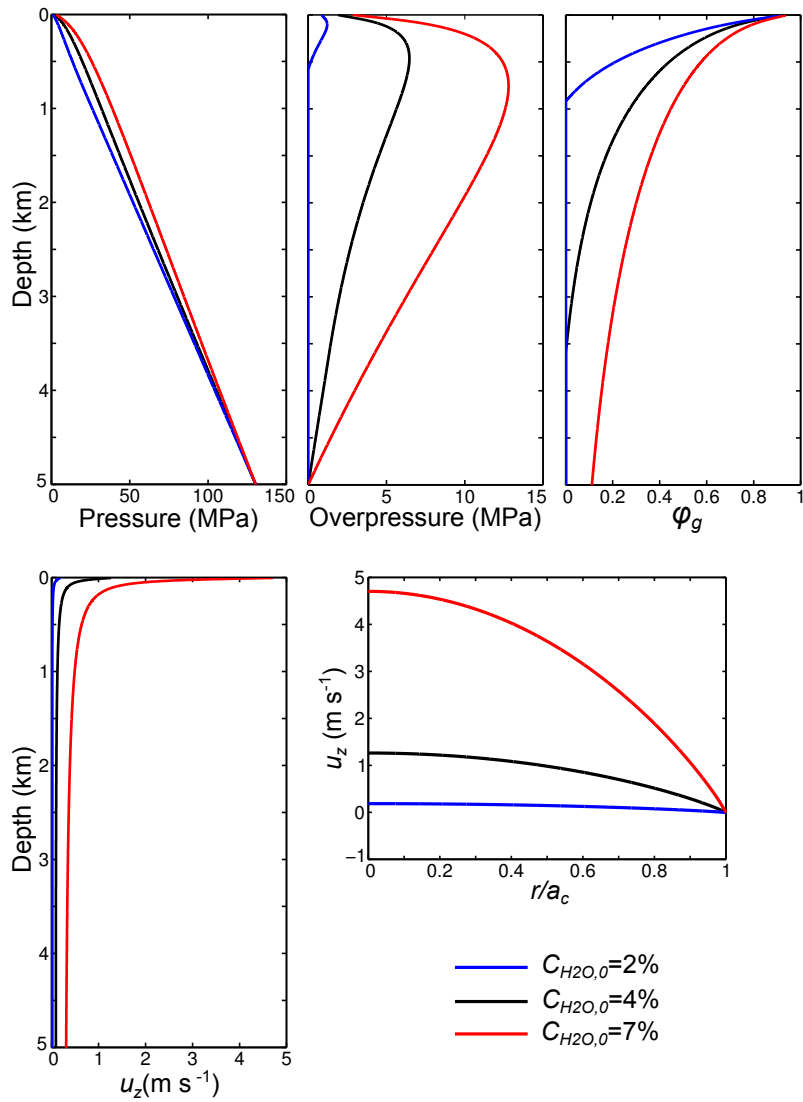 0
1
2
3
4
5
Depth (km)
0 50 100 150
Pressure (MPa)
0 5 10 15
Overpressure (MPa)
0 0.2 0.4 0.6 0.8 1
φg
0
1
2
3
4
5
Depth (km)
0 1 2 3 4 5
uz(m s -1)
5
4
3
2
1
0
−1
uz (m s-1)
0 0.2 0.4 0.6 0.8 1
r/ac
CH2O,0=2%
CH2O,0=4%
CH2O,0=7%